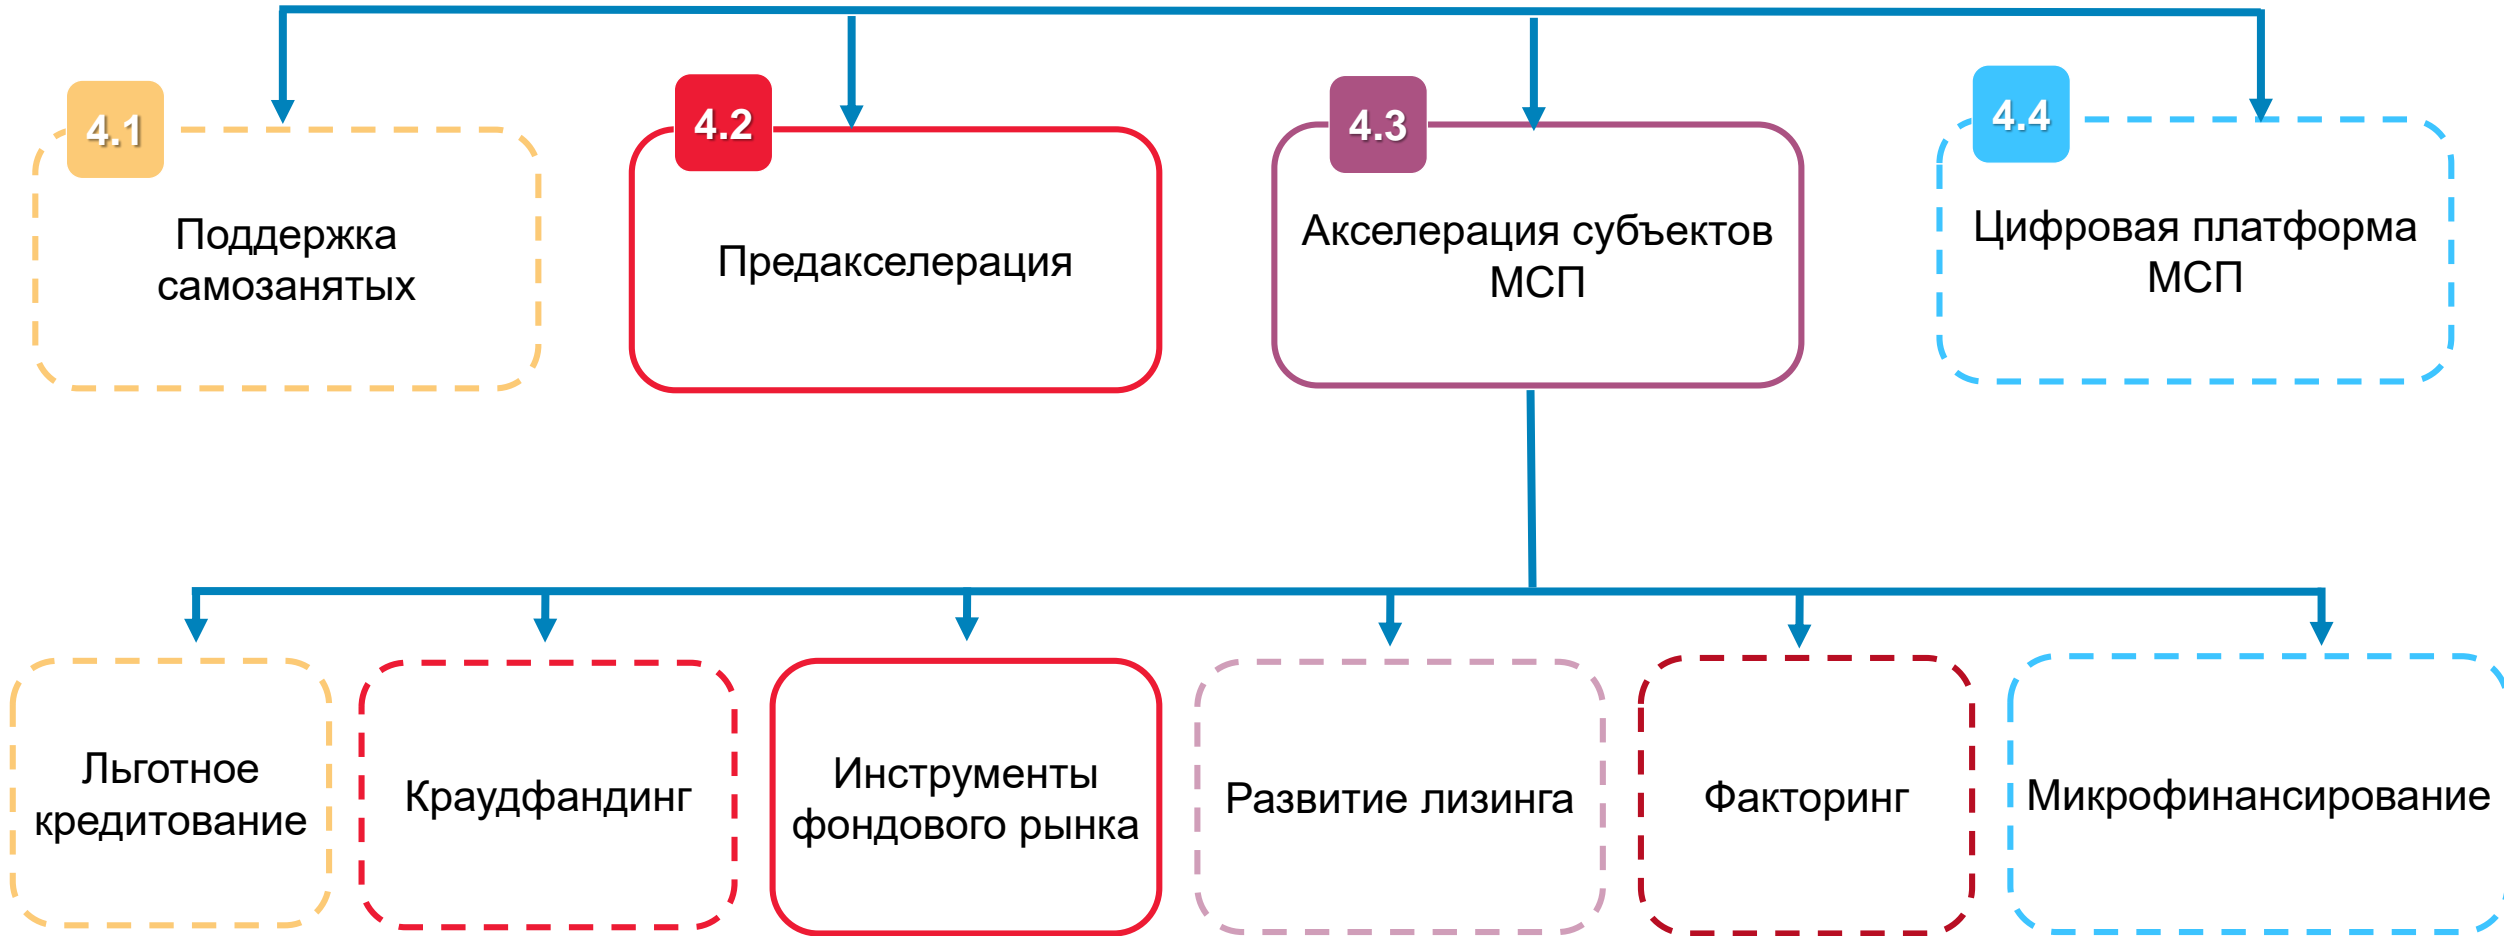 4.1
Поддержка
самозанятых
4.2
Предакселерация
4.3
Акселерация субъектов
МСП
4.4
Цифровая платформа
МСП
Льготное
кредитование
Краудфандинг
Инструменты
фондового рынка
Развитие лизинга
Факторинг
Микрофинансирование